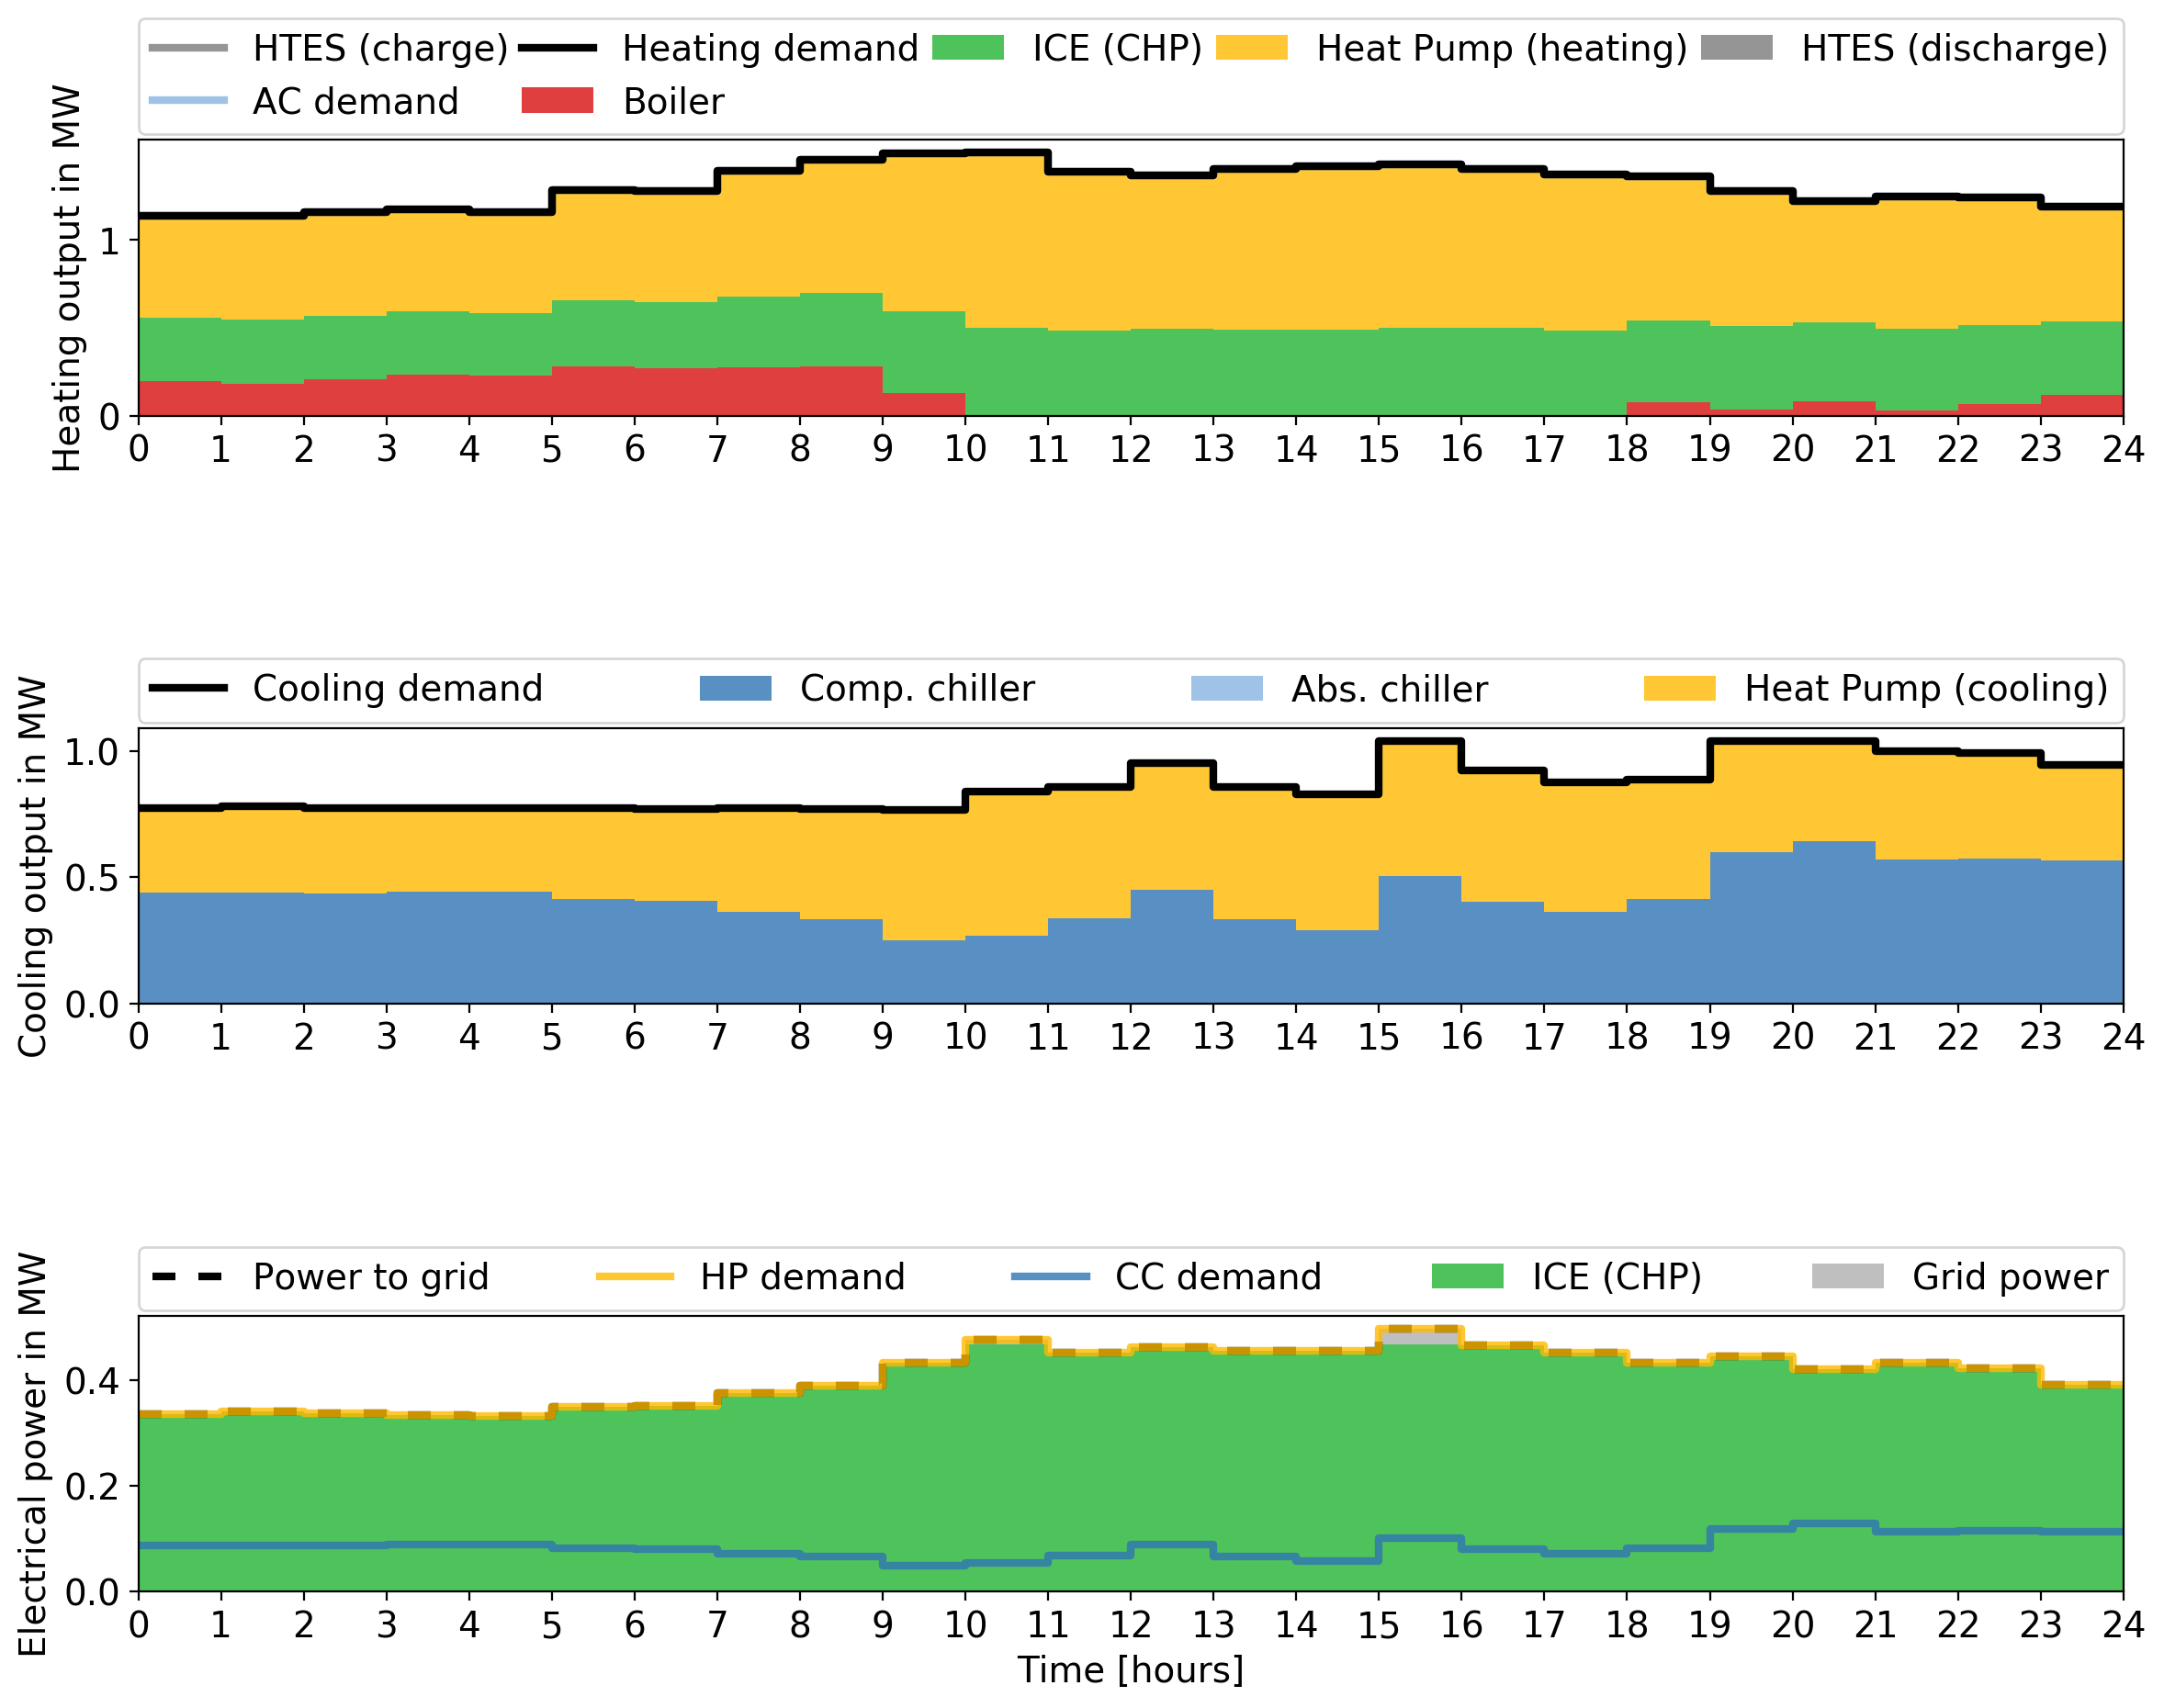 HTES (charge) Heating demand ICE (CHP) Heat Pump (heating) HTES (discharge)
AC demand Boiler
Heating output in MW
1
0
0 1 2 3 4 5 6 7 8 9 10 11 12 13 14 15 16 17 18 19 20 21 22 23 24
Cooling demand Comp. chiller Abs. chiller Heat Pump (cooling)
Cooling output in MW
1.0
0.5
0.0
0 1 2 3 4 5 6 7 8 9 10 11 12 13 14 15 16 17 18 19 20 21 22 23 24
Power to grid HP demand CC demand ICE (CHP) Grid power
Electrical power in MW
0.4
0.2
0.0
0 1 2 3 4 5 6 7 8 9 10 11 12 13 14 15 16 17 18 19 20 21 22 23 24
Time [hours]